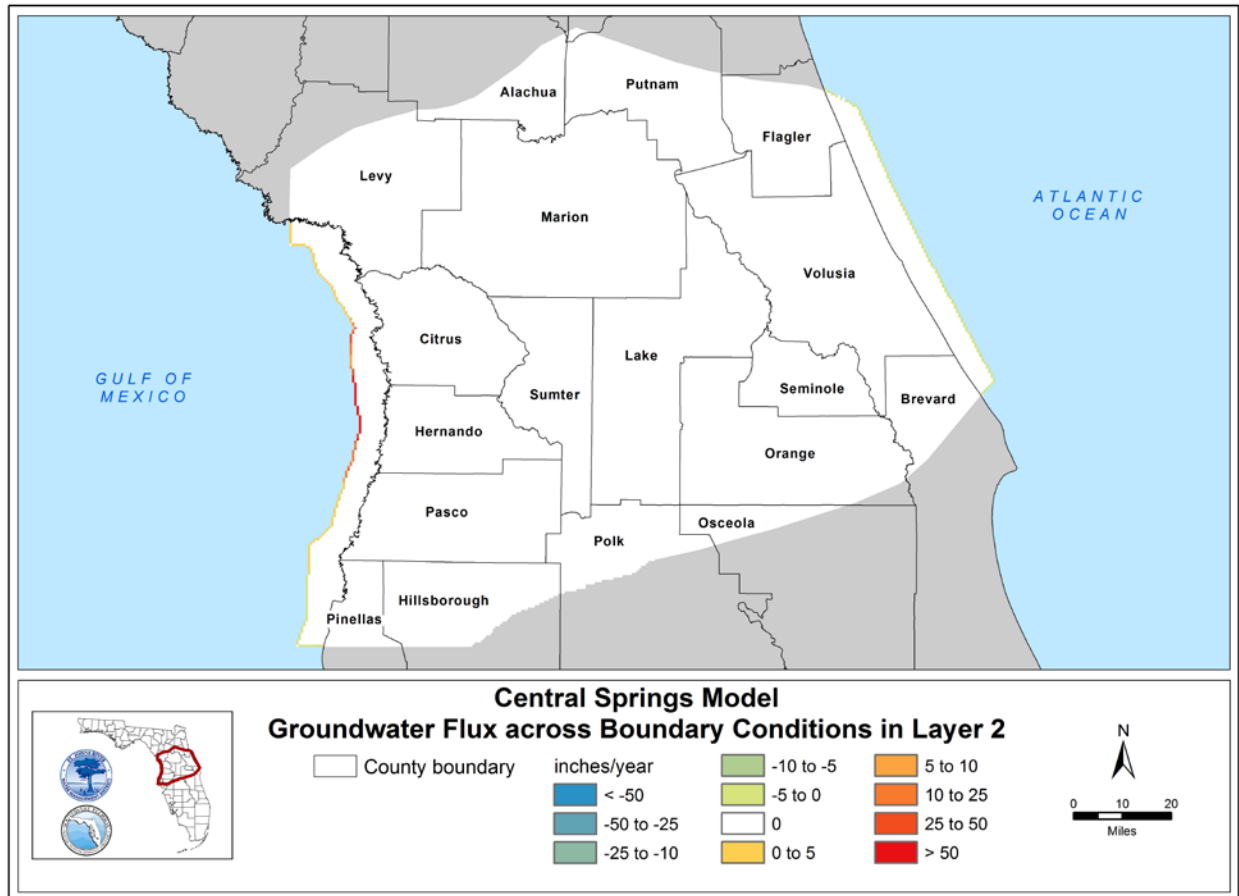 Alachua
Putnam
Flagler
Levy
Marion
ATLANTIC
OCEAN
Volusia
Citrus
Lake
GULF OF
MEXICO
Sumter
Seminole
Brevard
Hernando
Orange
Pasco
Osceola
Polk
Hillsborough
Pinellas
Central Springs Model
Groundwater Flux across Boundary Conditions in Layer 2
County boundary
inches/year
< -50
-50 to -25
-25 to -10
-10 to -5
-5 to 0
0
0 to 5
5 to 10
10 to 25
25 to 50
> 50
N
0 10 20
Miles